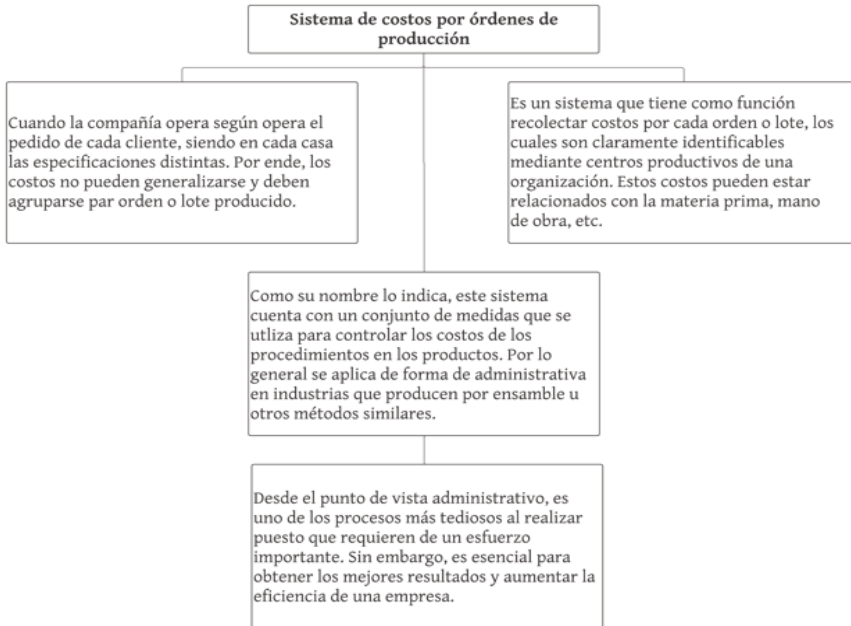 Sistema de costos por órdenes de
producción
Cuando la compañía opera según opera el
pedido de cada cliente, siendo en cada casa
las especificaciones distintas. Por ende, los
costos no pueden generalizarse y deben
agruparse par orden o lote producido.
Es un sistema que tiene como función
recolectar costos por cada orden o lote, los
cuales son claramente identificables
mediante centros productivos de una
organización. Estos costos pueden estar
relacionados con la materia prima, mano
de obra, etc.
Como su nombre lo indica, este sistema
cuenta con un conjunto de medidas que se
utliza para controlar los costos de los
procedimientos en los productos. Por lo
general se aplica de forma de administrativa
en industrias que producen por ensamble u
otros métodos similares.
Desde el punto de vista administrativo, es
uno de los procesos más tediosos al realizar
puesto que requieren de un esfuerzo
importante. Sin embargo, es esencial para
obtener los mejores resultados y aumentar la
eficiencia de una empresa.